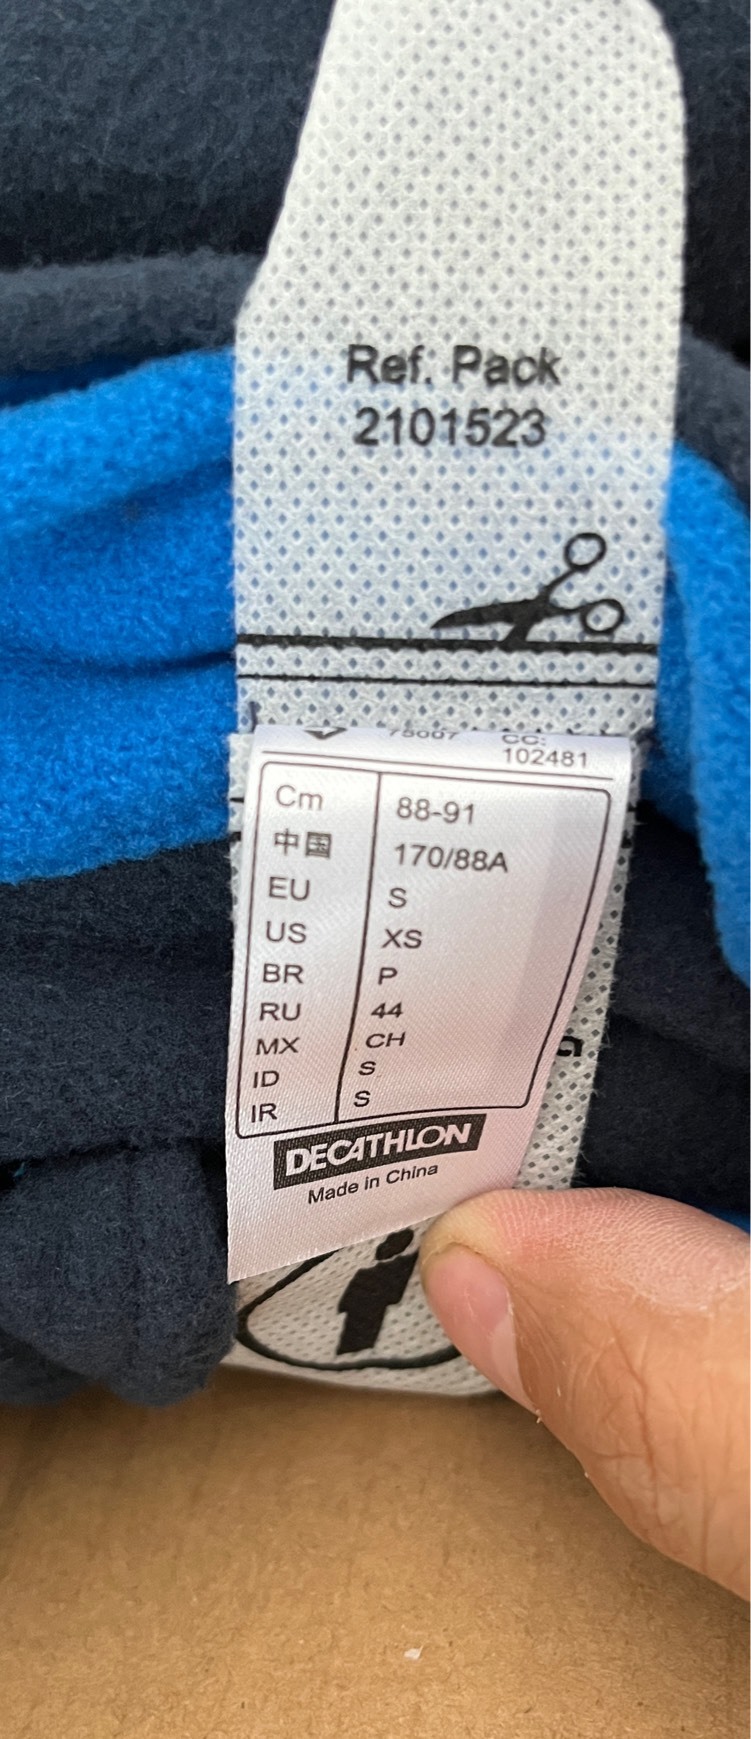 Ref. Pack
2101523
75007 CC:
102481
Cm 88-91
中国 170/88A
EU S
US XS
BR P
RU 44
MX CH
ID S
IR S
DECATHLON
Made in China